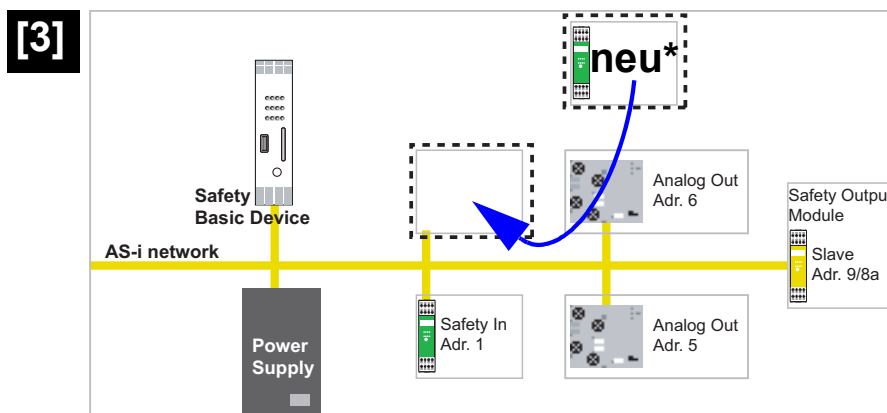 [3]
neu*
Safety
Basic Device
AS-i network
Analog Out
Adr. 6
Safety Outpu
Module
Slave
Adr. 9/8a
Power
Supply
Safety In
Adr. 1
Analog Out
Adr. 5